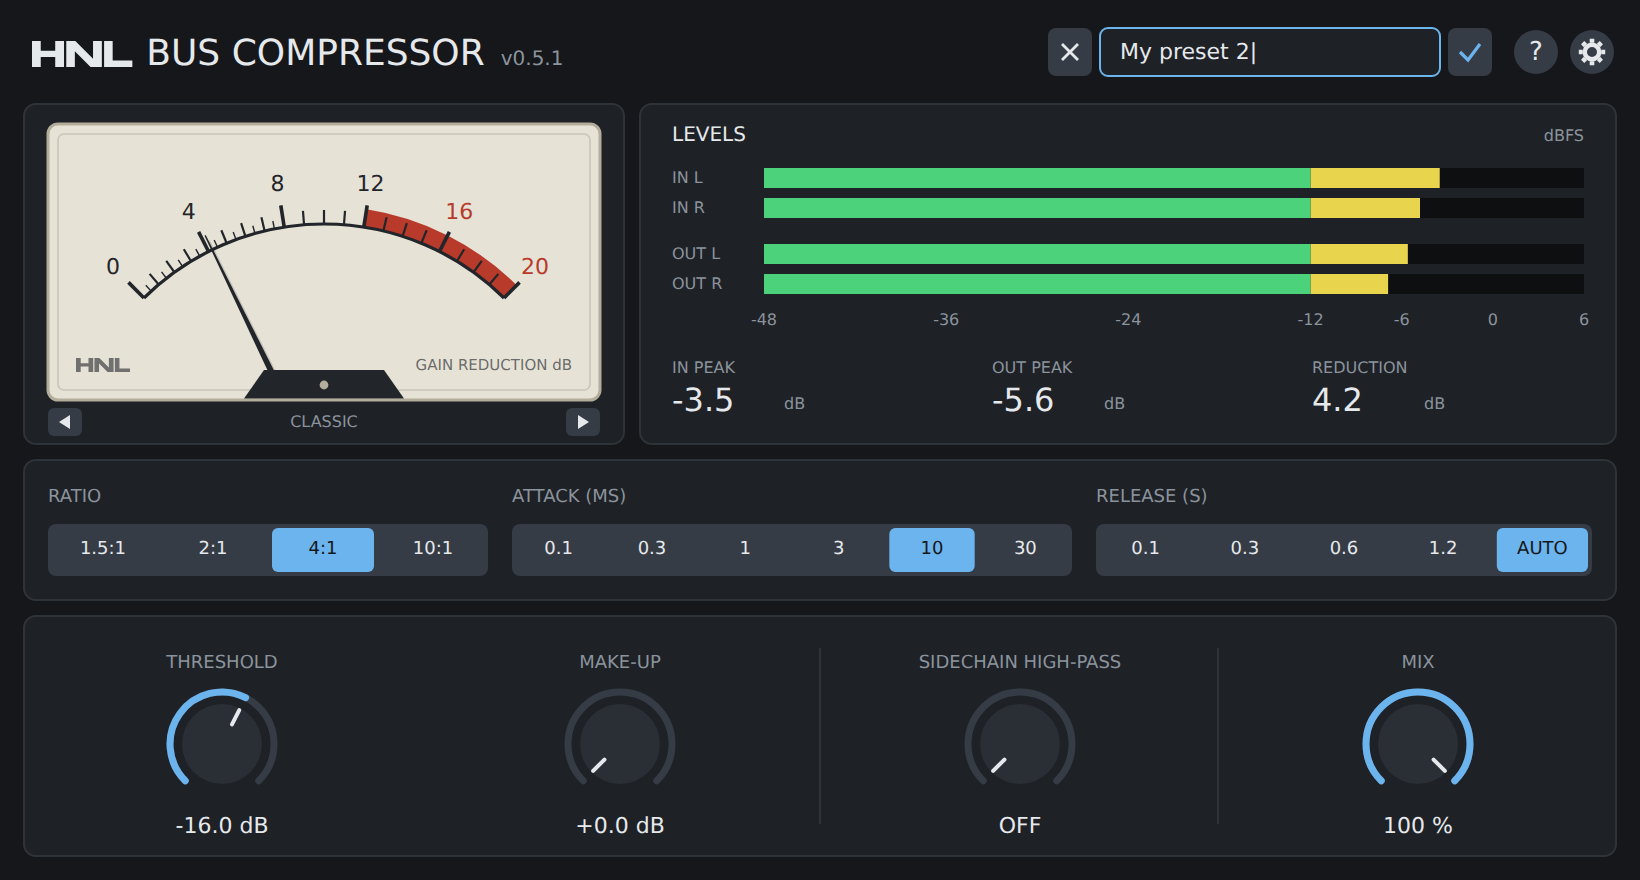 HNL BUS COMPRESSOR v0.5.1
My preset 2
?
0 4 8 12 16 20
HNL
GAIN REDUCTION dB
CLASSIC
LEVELS
dBFS
IN L
IN R
OUT L
OUT R
-48 -36 -24 -12 -6 0 6
IN PEAK
-3.5 dB
OUT PEAK
-5.6 dB
REDUCTION
4.2 dB
RATIO
1.5:1 2:1 4:1 10:1
ATTACK (MS)
0.1 0.3 1 3 10 30
RELEASE (S)
0.1 0.3 0.6 1.2 AUTO
THRESHOLD
-16.0 dB
MAKE-UP
+0.0 dB
SIDECHAIN HIGH-PASS
OFF
MIX
100 %